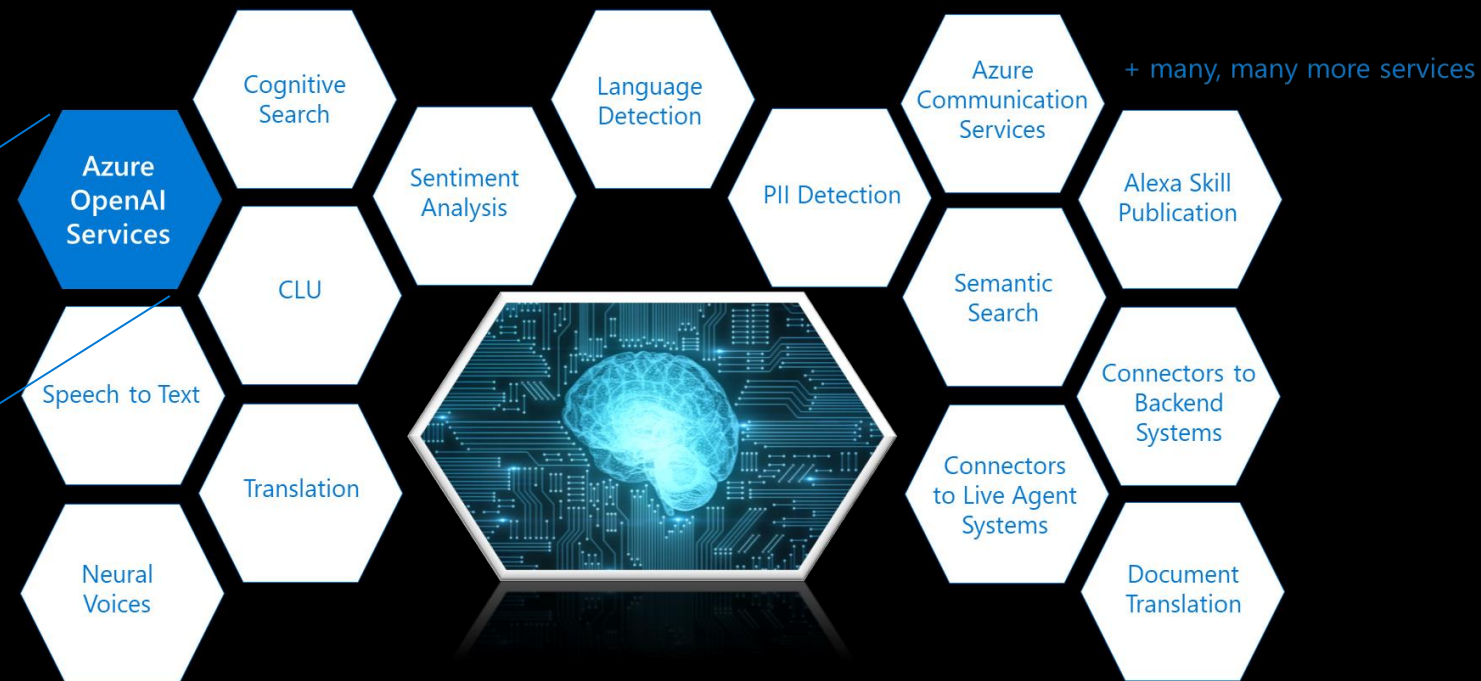 Azure
OpenAI
Services
Cognitive
Search
Sentiment
Analysis
Language
Detection
PII Detection
Azure
Communication
Services
+ many, many more services
Alexa Skill
Publication
CLU
Semantic
Search
Speech to Text
Connectors to
Backend
Systems
Translation
Connectors
to Live Agent
Systems
Neural
Voices
Document
Translation